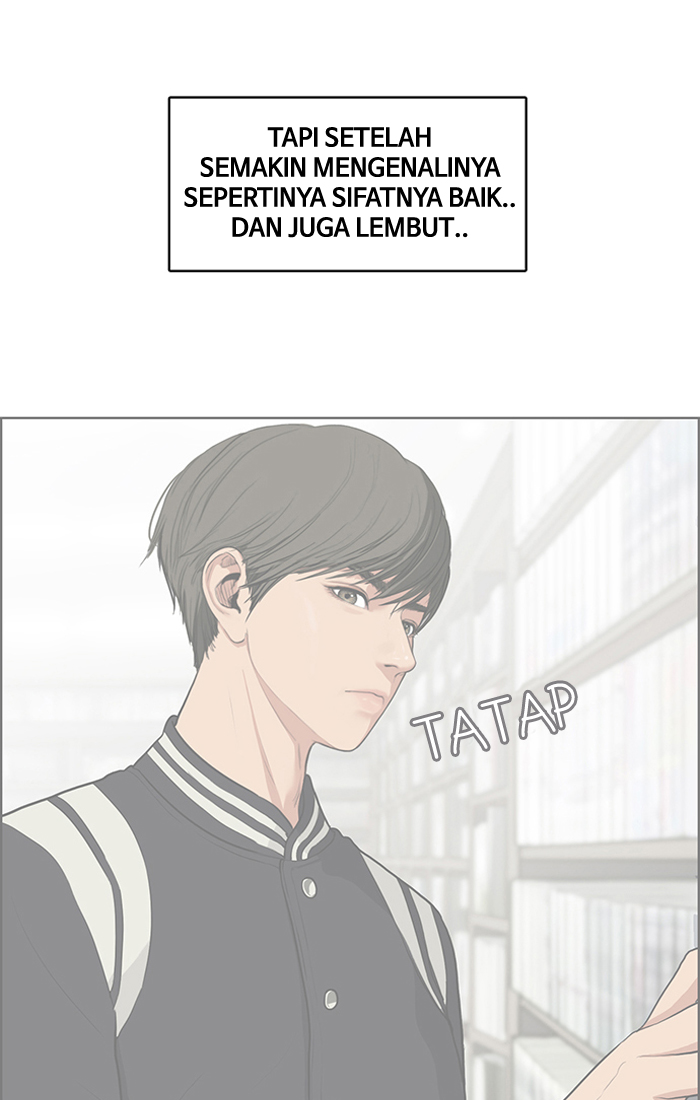 TAPI SETELAH
SEMAKIN MENGENALINYA
SEPERTINYA SIFATNYA BAIK..
DAN JUGA LEMBUT..
TATAP